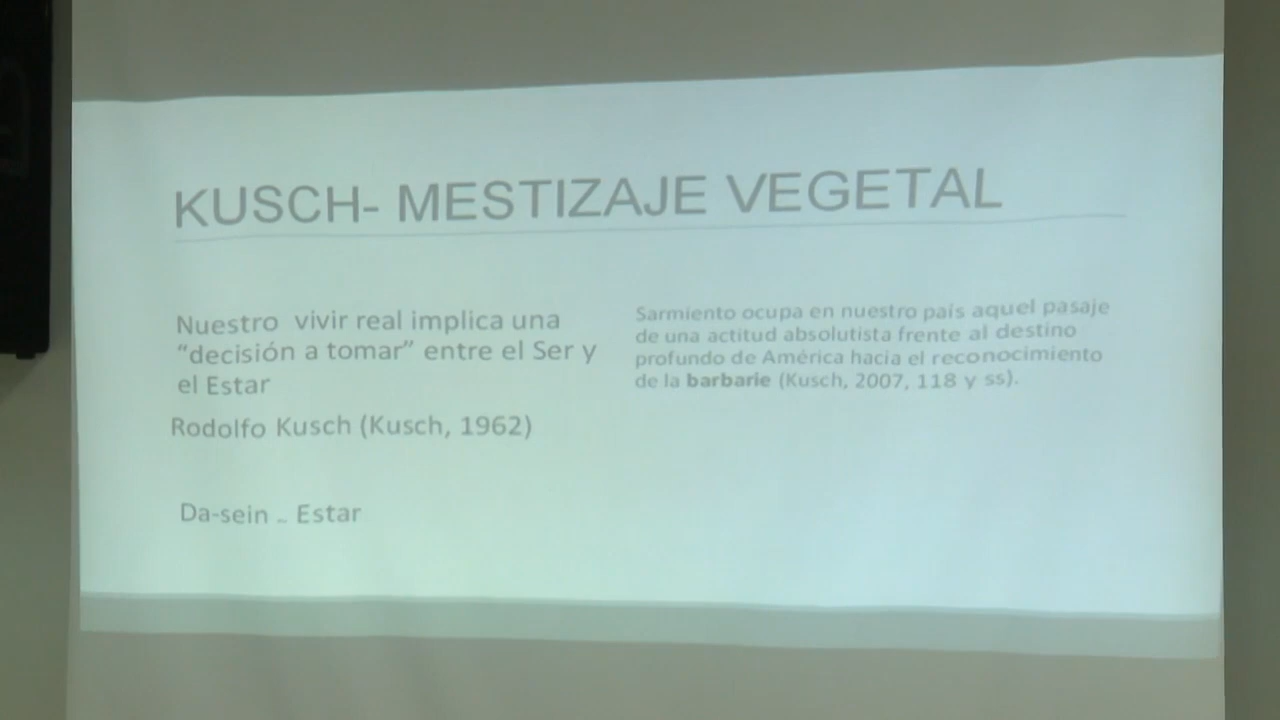 KUSCH- MESTIZAJE VEGETAL
Nuestro vivir real implica una
“decisión a tomar” entre el Ser y
el Estar
Rodolfo Kusch (Kusch, 1962)
Da-sein – Estar
Sarmiento ocupa en nuestro país aquel pasaje
de una actitud absolutista frente al destino
profundo de América hacia el reconocimiento
de la barbarie (Kusch, 2007, 118 y ss).